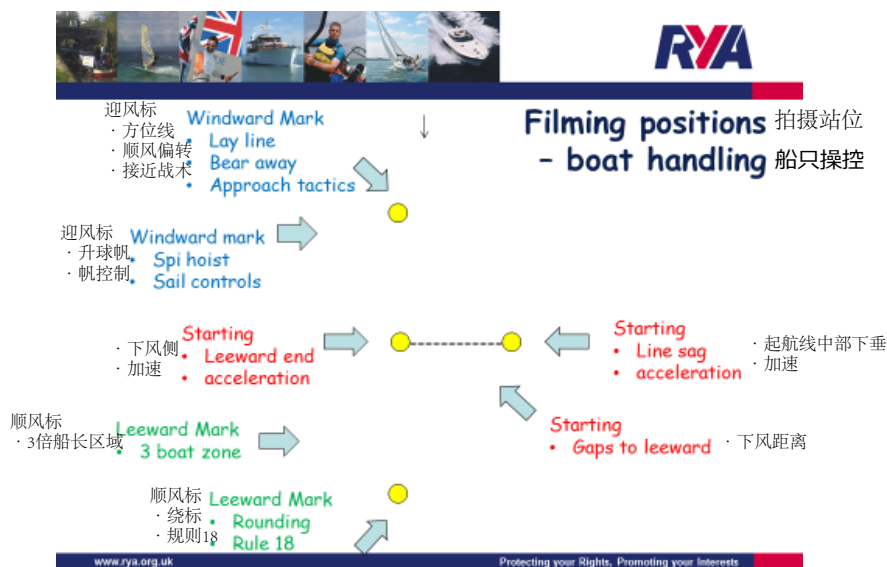 RYA
Filming positions 拍摄站位
- boat handling 船只操控
迎风标
· 方位线
· 顺风偏转
· 接近战术
Windward Mark
• Lay line
• Bear away
• Approach tactics
迎风标
· 升球帆
· 帆控制
Windward mark
• Spi hoist
• Sail controls
· 下风侧
· 加速
Starting
• Leeward end
• acceleration
Starting
• Line sag
• acceleration
· 起航线中部下垂
· 加速
顺风标
· 3倍船长区域
Leeward Mark
• 3 boat zone
Starting
• Gaps to leeward
· 下风距离
顺风标
· 绕标
· 规则18
Leeward Mark
• Rounding
• Rule 18
www.rya.org.uk
Protecting your Rights, Promoting your Interests